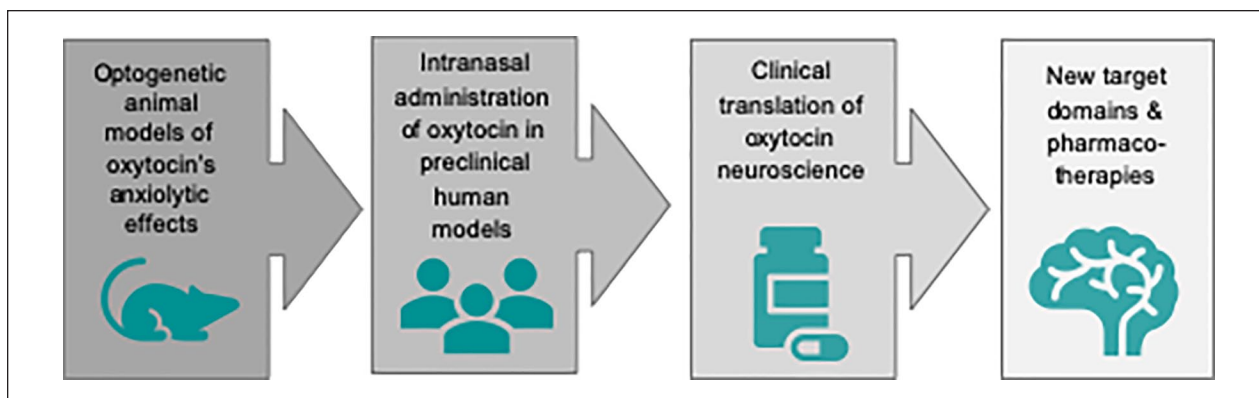 Optogenetic
animal
models of
oxytocin's
anxiolytic
effects
Intranasal
administration
of oxytocin in
preclinical
human
models
Clinical
translation of
oxytocin
neuroscience
New target
domains &
pharmaco-
therapies